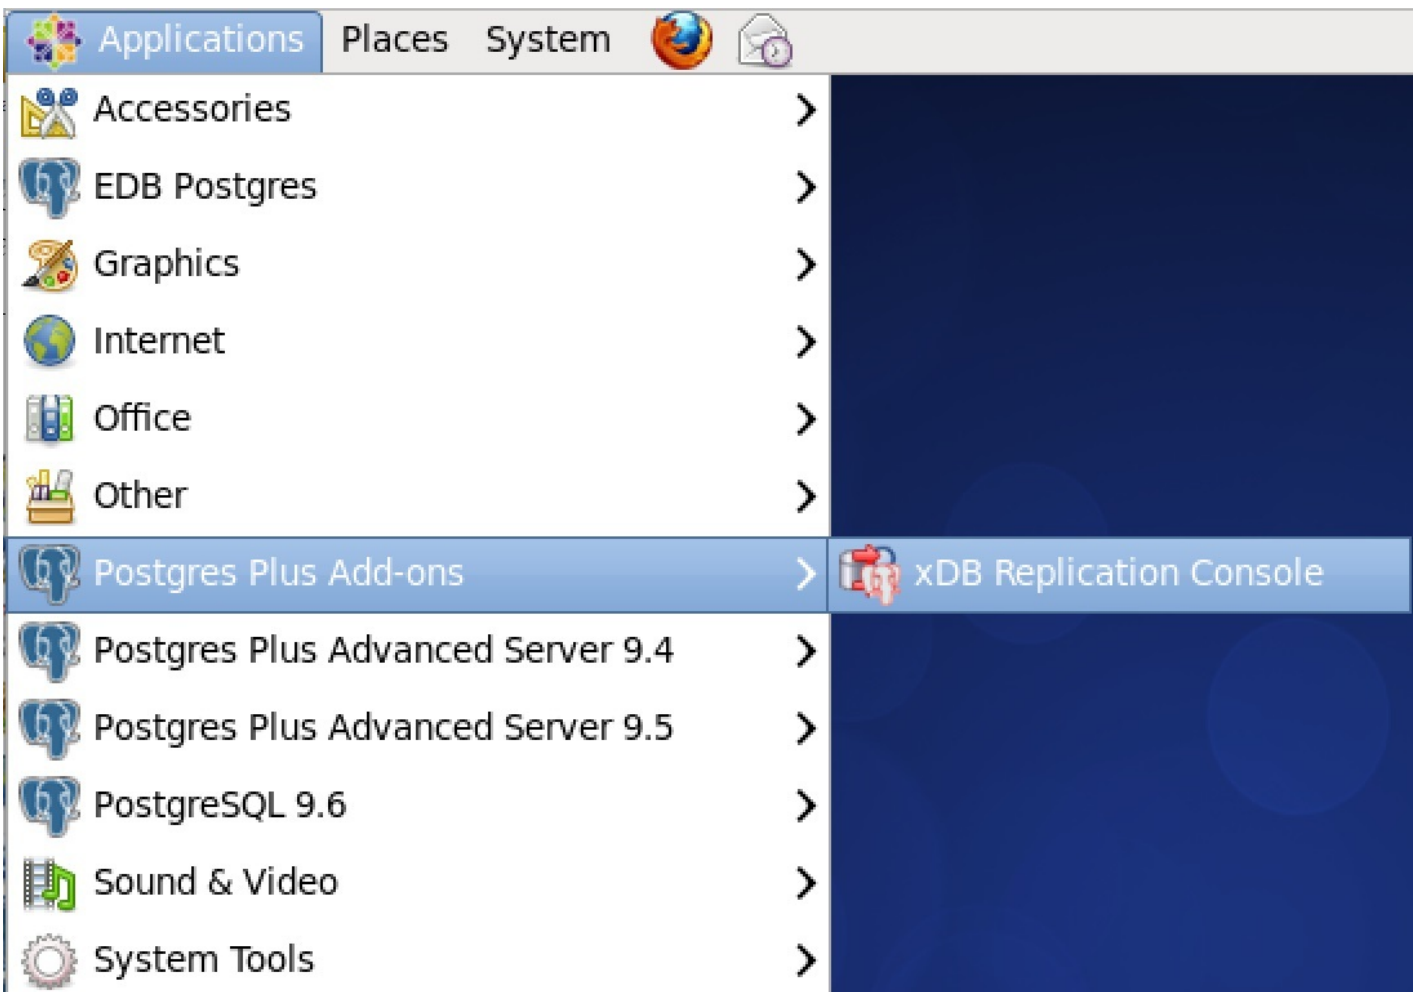 Applications Places System
Accessories
EDB Postgres
Graphics
Internet
Office
Other
Postgres Plus Add-ons
xDB Replication Console
Postgres Plus Advanced Server 9.4
Postgres Plus Advanced Server 9.5
PostgreSQL 9.6
Sound & Video
System Tools